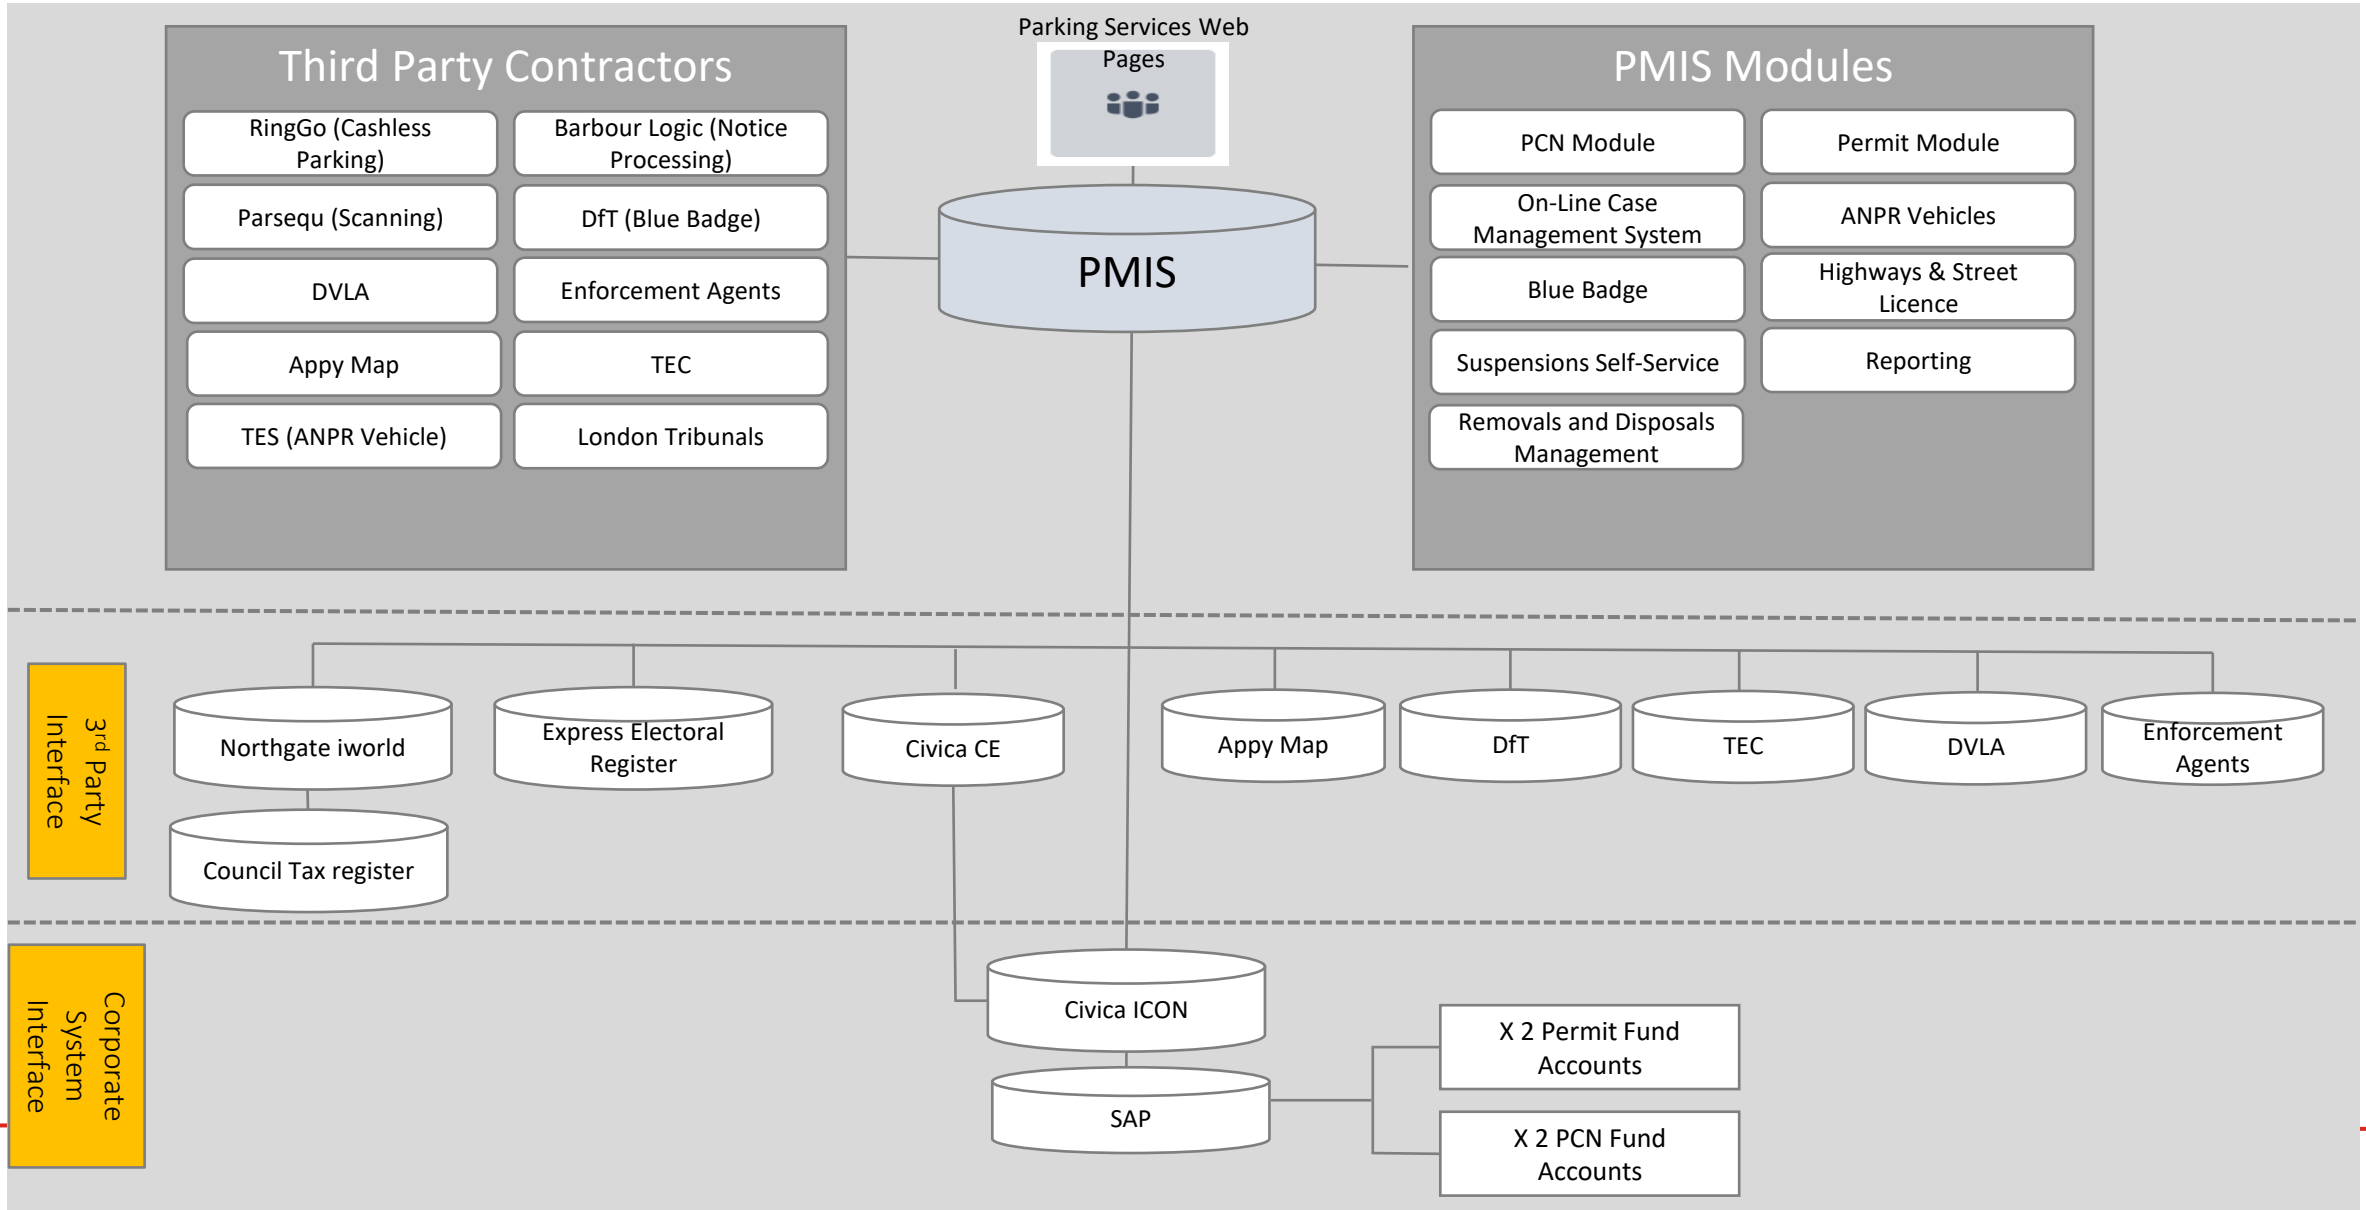 Parking Services Web
Pages
Third Party Contractors
RingGo (Cashless
Parking)
Barbour Logic (Notice
Processing)
Parsequ (Scanning)
DfT (Blue Badge)
DVLA
Enforcement Agents
Appy Map
TEC
TES (ANPR Vehicle)
London Tribunals
PMIS
PMIS Modules
PCN Module
Permit Module
On-Line Case
Management System
ANPR Vehicles
Blue Badge
Highways & Street
Licence
Suspensions Self-Service
Reporting
Removals and Disposals
Management
3rd Party
Interface
Northgate iworld
Express Electoral
Register
Civica CE
Appy Map
DfT
TEC
DVLA
Enforcement
Agents
Council Tax register
Corporate
System
Interface
Civica ICON
SAP
X 2 Permit Fund
Accounts
X 2 PCN Fund
Accounts